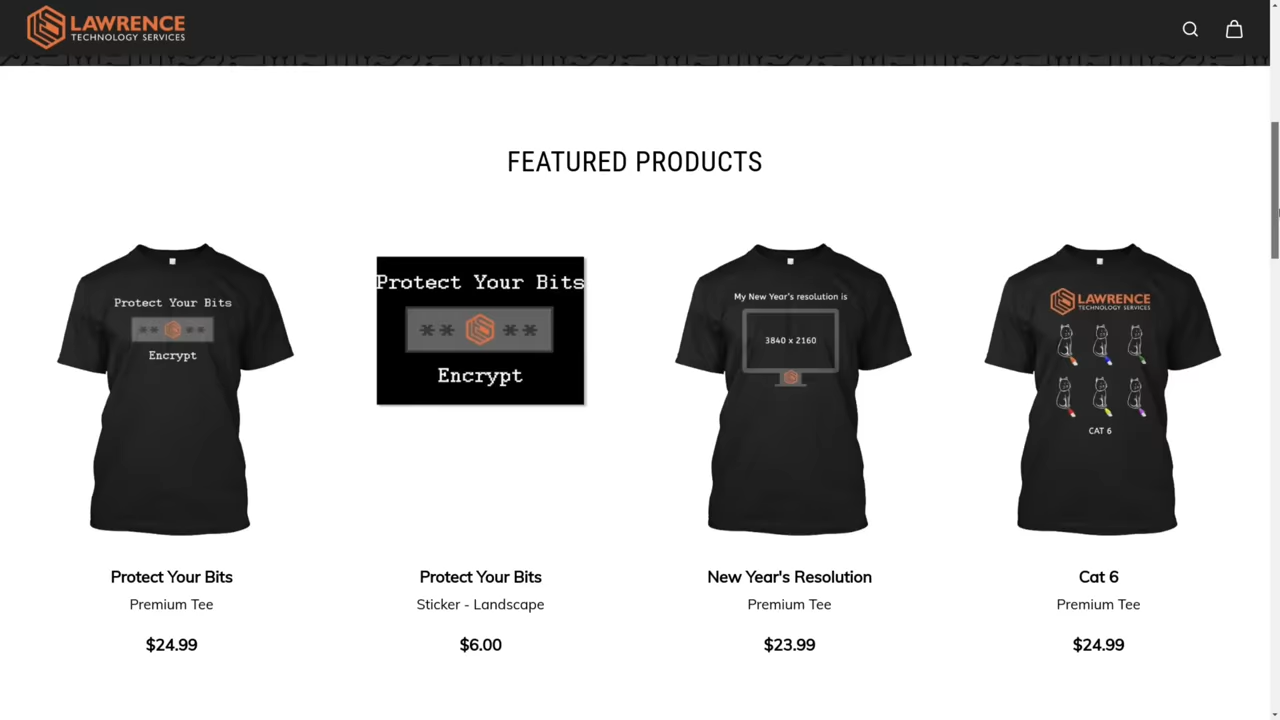 LAWRENCE
TECHNOLOGY SERVICES
FEATURED PRODUCTS
Protect Your Bits
** **
Encrypt
Protect Your Bits
** **
Encrypt
My New Year's resolution is
3840 x 2160
LAWRENCE
TECHNOLOGY SERVICES
CAT 6
Protect Your Bits
Premium Tee
$24.99
Protect Your Bits
Sticker - Landscape
$6.00
New Year's Resolution
Premium Tee
$23.99
Cat 6
Premium Tee
$24.99